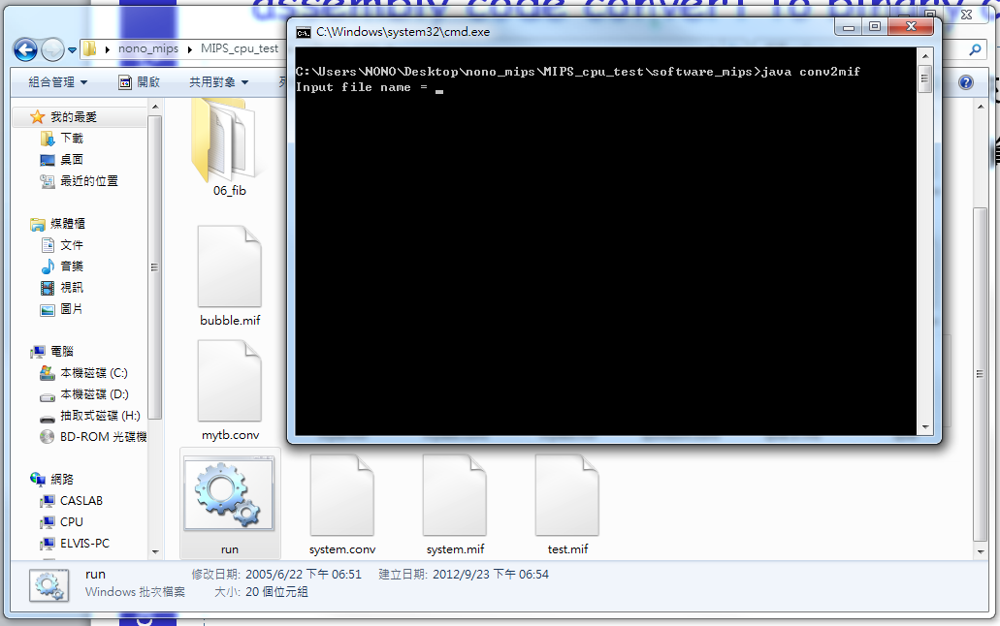 assembly code convert to binary c
C:\Windows\system32\cmd.exe
nono_mips
MIPS_cpu_test
組合管理
開啟
共用對象
C:\Users\NONO\Desktop\nono_mips\MIPS_cpu_test\software_mips>java conv2mif
Input file name = _
我的最愛
下載
桌面
最近的位置
媒體櫃
文件
音樂
視訊
圖片
電腦
本機磁碟 (C:)
本機磁碟 (D:)
抽取式磁碟 (H:)
BD-ROM 光碟機
網路
CASLAB
CPU
ELVIS-PC
06_fib
bubble.mif
mytb.conv
run
system.conv
system.mif
test.mif
run
修改日期: 2005/6/22 下午 06:51
建立日期: 2012/9/23 下午 06:54
Windows 批次檔案
大小: 20 個位元組